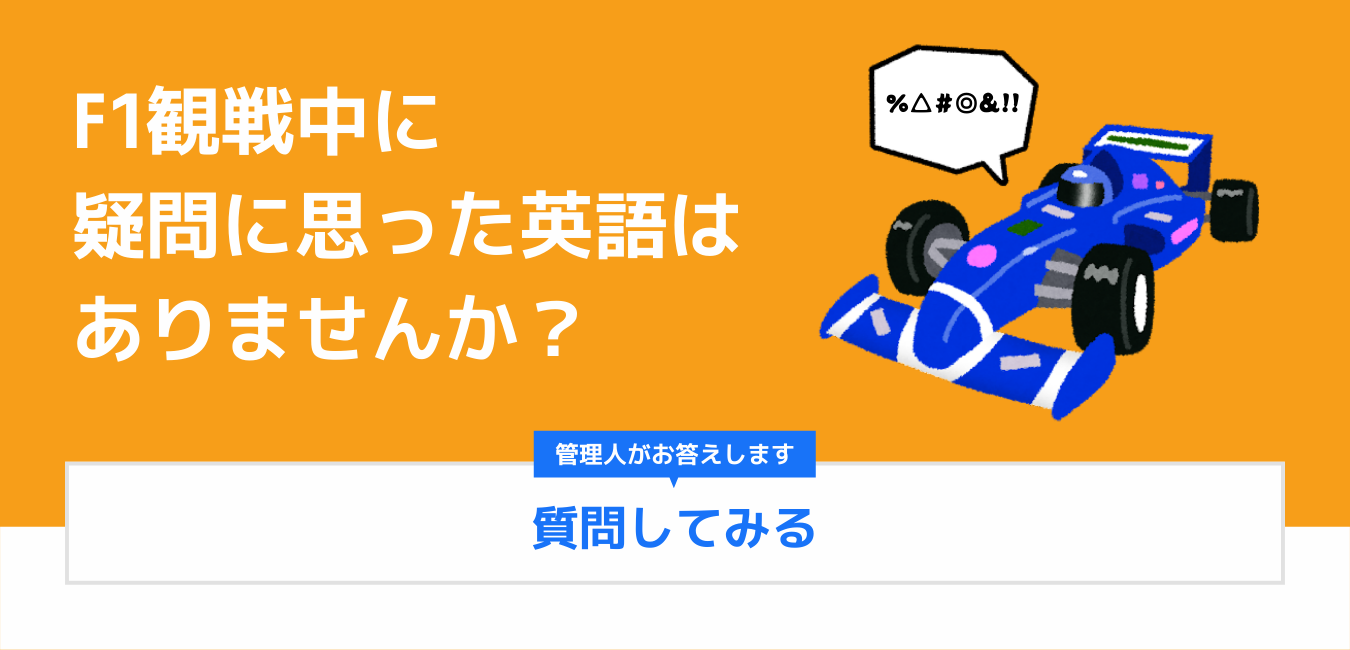 F1観戦中に
疑問に思った英語は
ありませんか？
%△#◎&!!
管理人がお答えします
質問してみる